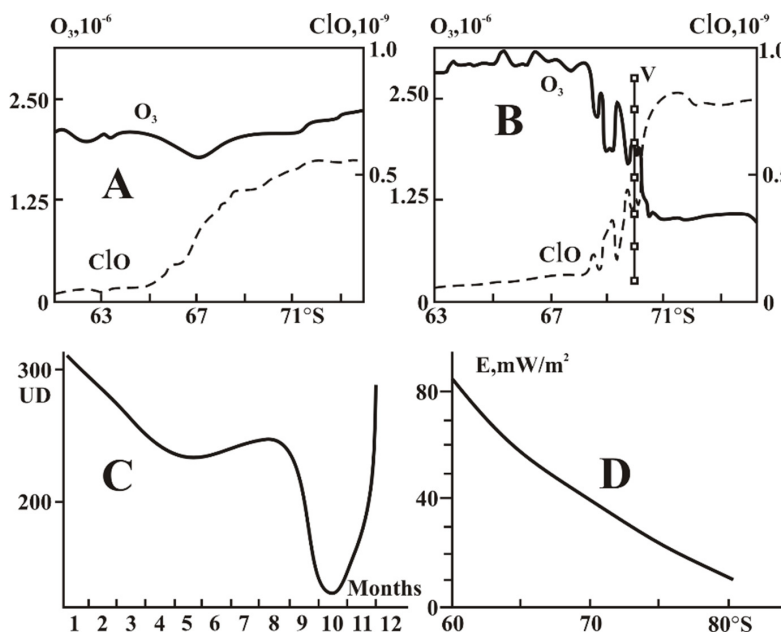 O₃,10⁻⁶ ClO,10⁻⁹
1.0
2.50
O₃
A
0.5
1.25
ClO
0
0
63 67 71°S
O₃,10⁻⁶ ClO,10⁻⁹
1.0
V
O₃
2.50
B
0.5
1.25
ClO
0
0
63 67 71°S
300
UD
C
200
Months
1 2 3 4 5 6 7 8 9 10 11 12
E,mW/m²
80
D
40
0
60 70 80°S